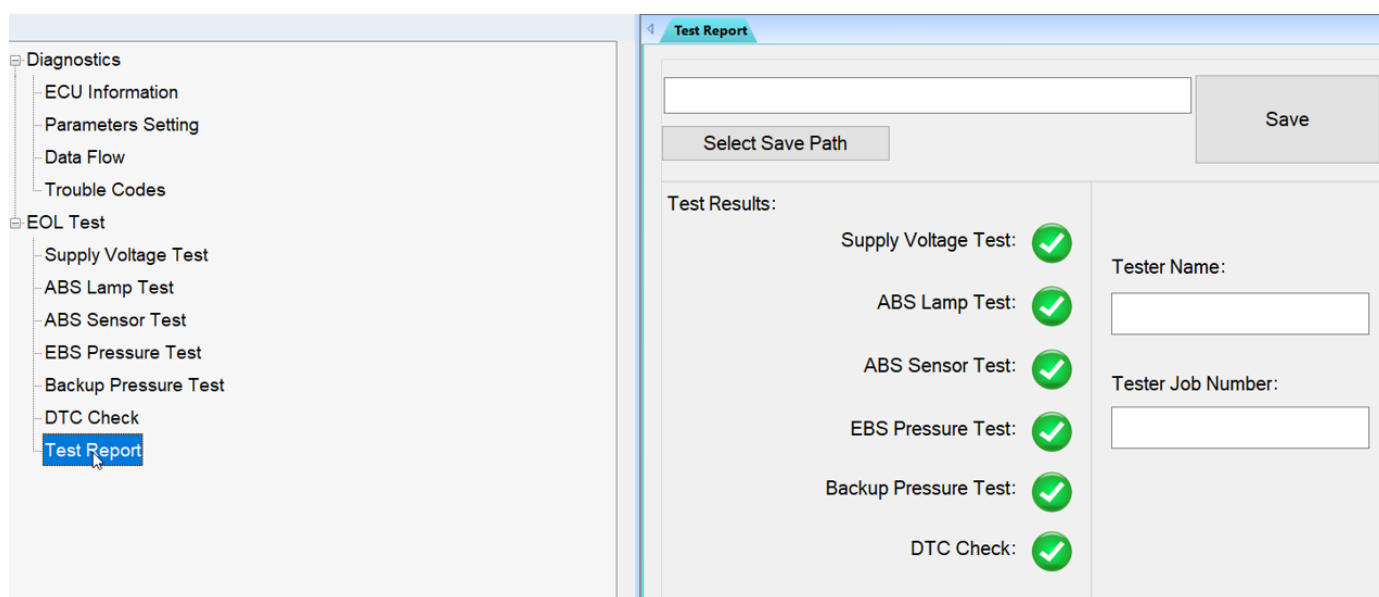 Diagnostics
ECU Information
Parameters Setting
Data Flow
Trouble Codes
EOL Test
Supply Voltage Test
ABS Lamp Test
ABS Sensor Test
EBS Pressure Test
Backup Pressure Test
DTC Check
Test Report
Test Report
Save
Select Save Path
Test Results:
Supply Voltage Test:
ABS Lamp Test:
ABS Sensor Test:
EBS Pressure Test:
Backup Pressure Test:
DTC Check:
Tester Name:
Tester Job Number: